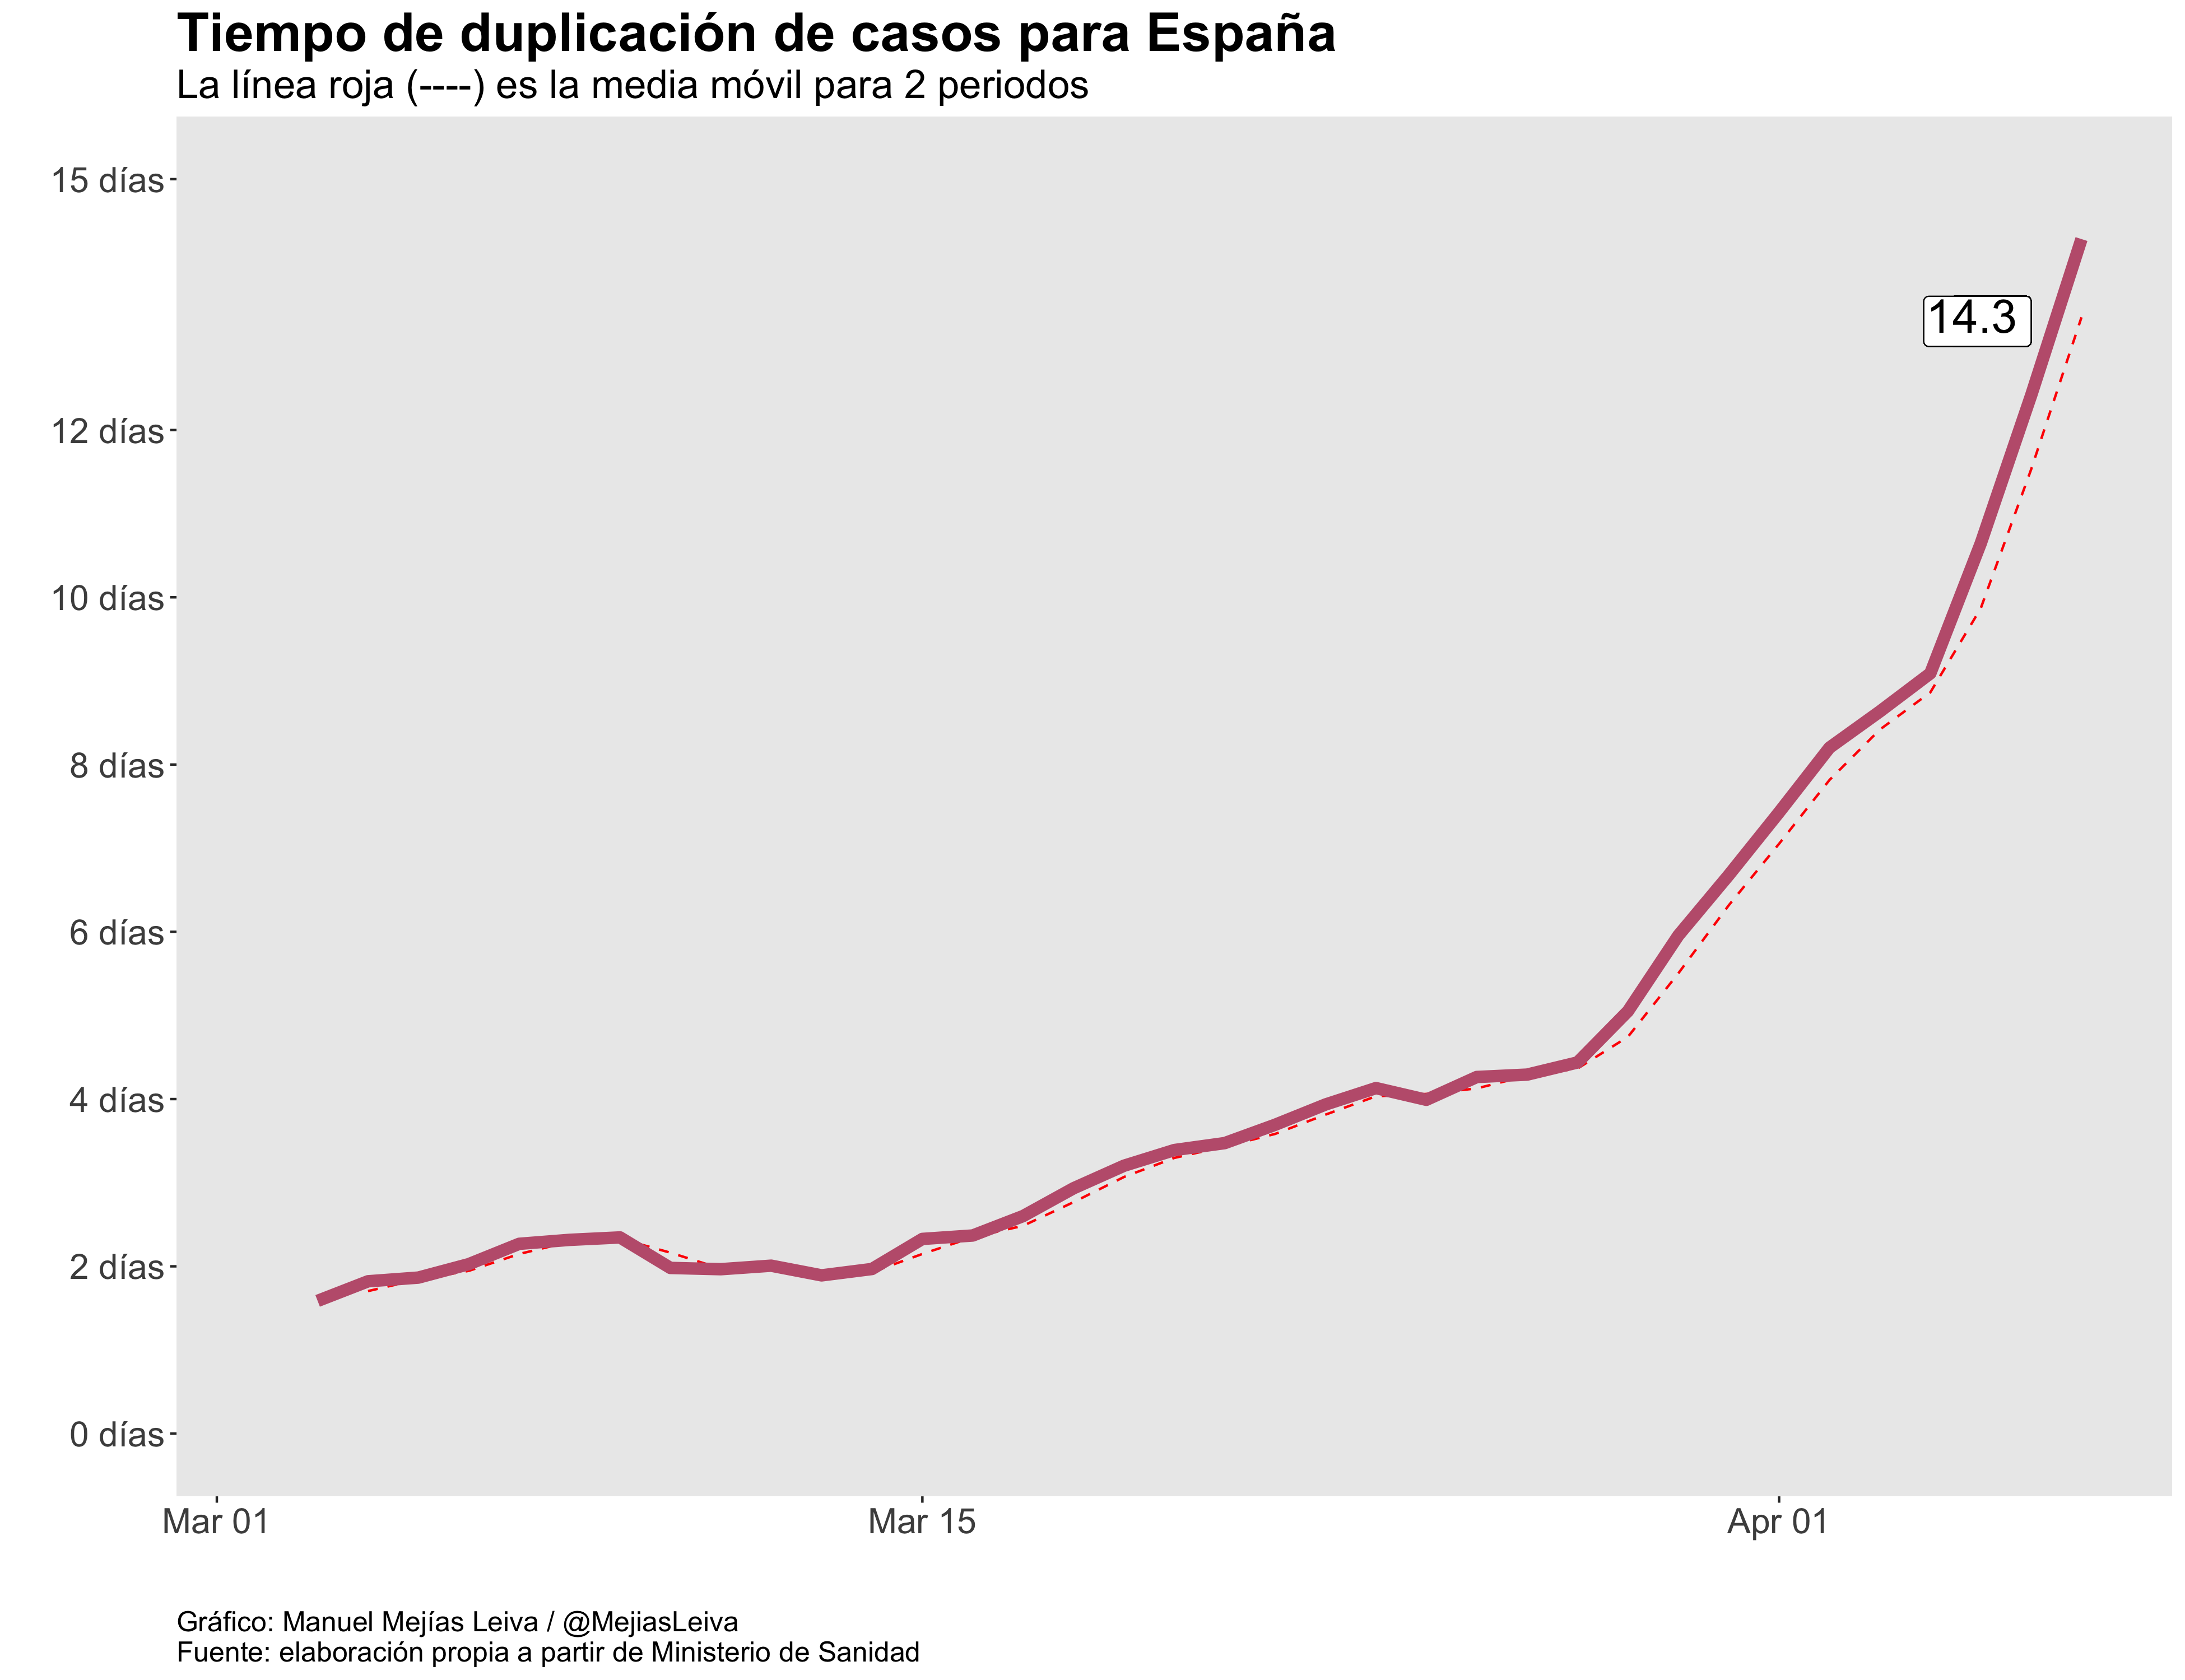 Tiempo de duplicación de casos para España
La línea roja (----) es la media móvil para 2 periodos
15 días
12 días
10 días
8 días
6 días
4 días
2 días
0 días
14.3
Mar 01
Mar 15
Apr 01
Gráfico: Manuel Mejías Leiva / @MejiasLeiva
Fuente: elaboración propia a partir de Ministerio de Sanidad